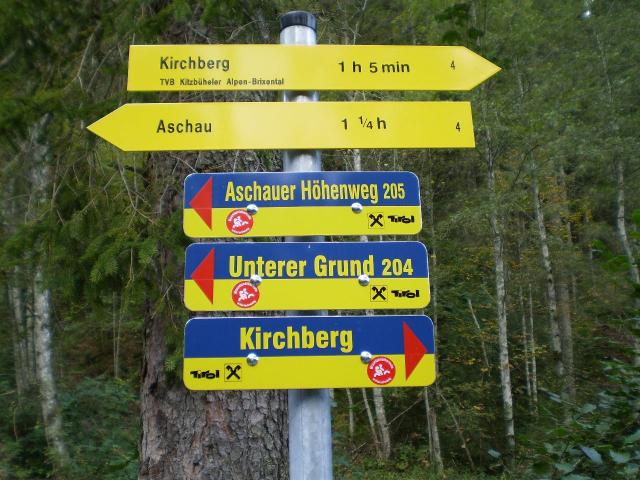 Kirchberg 1 h 5 min 4
TVB Kitzbüheler Alpen-Brixental
Aschau 1 ¼ h 4
Aschauer Höhenweg 205
Tirol
Unterer Grund 204
Tirol
Kirchberg
Tirol